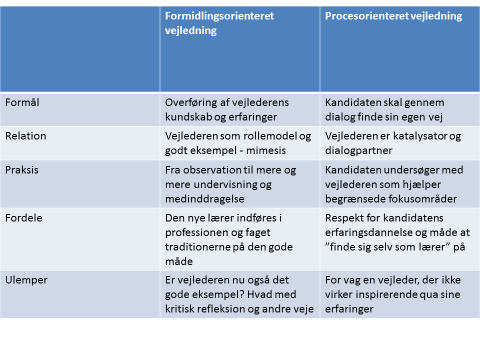 Formidlingsorienteret
vejledning
Procesorienteret vejledning
Formål
Overføring af vejlederens
kundskab og erfaringer
Kandidaten skal gennem
dialog finde sin egen vej
Relation
Vejlederen som rollemodel og
godt eksempel - mimesis
Vejlederen er katalysator og
dialogpartner
Praksis
Fra observation til mere og
mere undervisning og
medinddragelse
Kandidaten undersøger med
vejlederen som hjælper
begrænsede fokusområder
Fordele
Den nye lærer indføres i
professionen og faget
traditionerne på den gode
måde
Respekt for kandidatens
erfaringsdannelse og måde at
”finde sig selv som lærer” på
Ulemper
Er vejlederen nu også det
gode eksempel? Hvad med
kritisk refleksion og andre veje
For vag en vejleder, der ikke
virker inspirerende qua sine
erfaringer